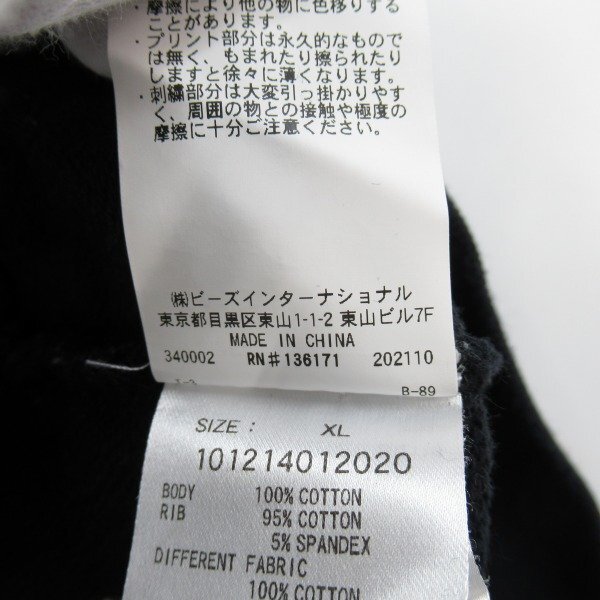 ・摩擦により他の物に色移りする
ことがあります。
・プリント部分は永久的なもので
は無く、もまれたり擦られたり
しますと徐々に薄くなります。
・刺繍部分は大変引っ掛かりやす
く、周囲の物との接触や極度の
摩擦に十分ご注意ください。
㈱ビーズインターナショナル
東京都目黒区東山1-1-2 東山ビル7F
MADE IN CHINA
340002 RN#136171 202110
B-89
SIZE: XL
101214012020
BODY 100% COTTON
RIB 95% COTTON
5% SPANDEX
DIFFERENT FABRIC
100% COTTON